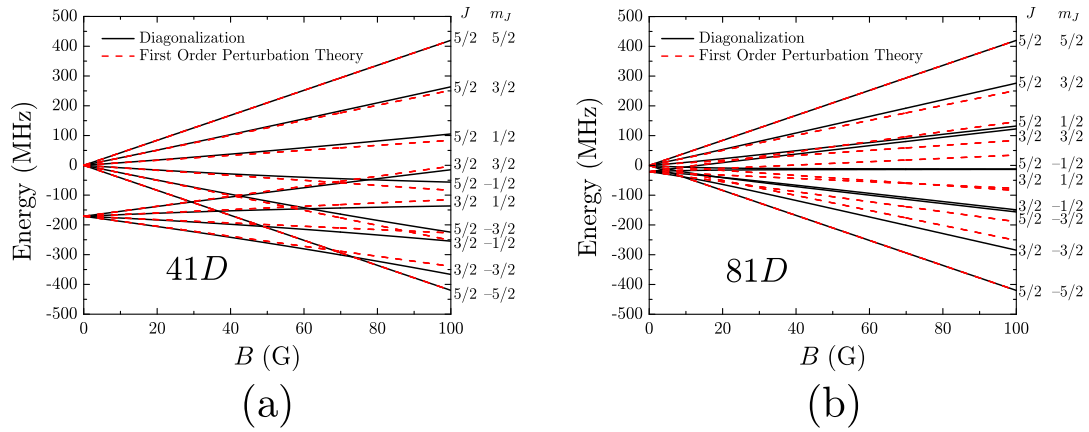 500
400
300
200
100
0
-100
-200
-300
-400
-500
Energy (MHz)
Diagonalization
First Order Perturbation Theory
41D
0 20 40 60 80 100
B (G)
J m_J
5/2 5/2
5/2 3/2
5/2 1/2
3/2 3/2
5/2 –1/2
3/2 1/2
5/2 –3/2
3/2 –1/2
3/2 –3/2
5/2 –5/2
(a)
500
400
300
200
100
0
-100
-200
-300
-400
-500
Energy (MHz)
Diagonalization
First Order Perturbation Theory
81D
0 20 40 60 80 100
B (G)
J m_J
5/2 5/2
5/2 3/2
5/2 1/2
3/2 3/2
5/2 –1/2
3/2 1/2
3/2 –1/2
5/2 –3/2
3/2 –3/2
5/2 –5/2
(b)